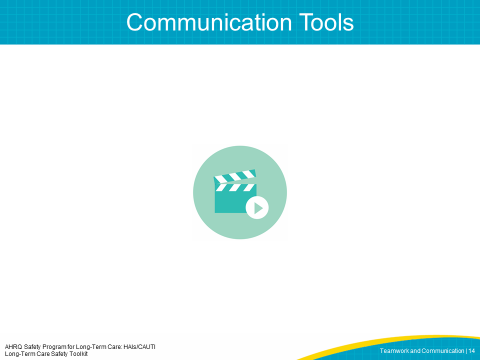 Communication Tools
AHRQ Safety Program for Long-Term Care: HAIs/CAUTI
Long-Term Care Safety Toolkit
Teamwork and Communication | 14